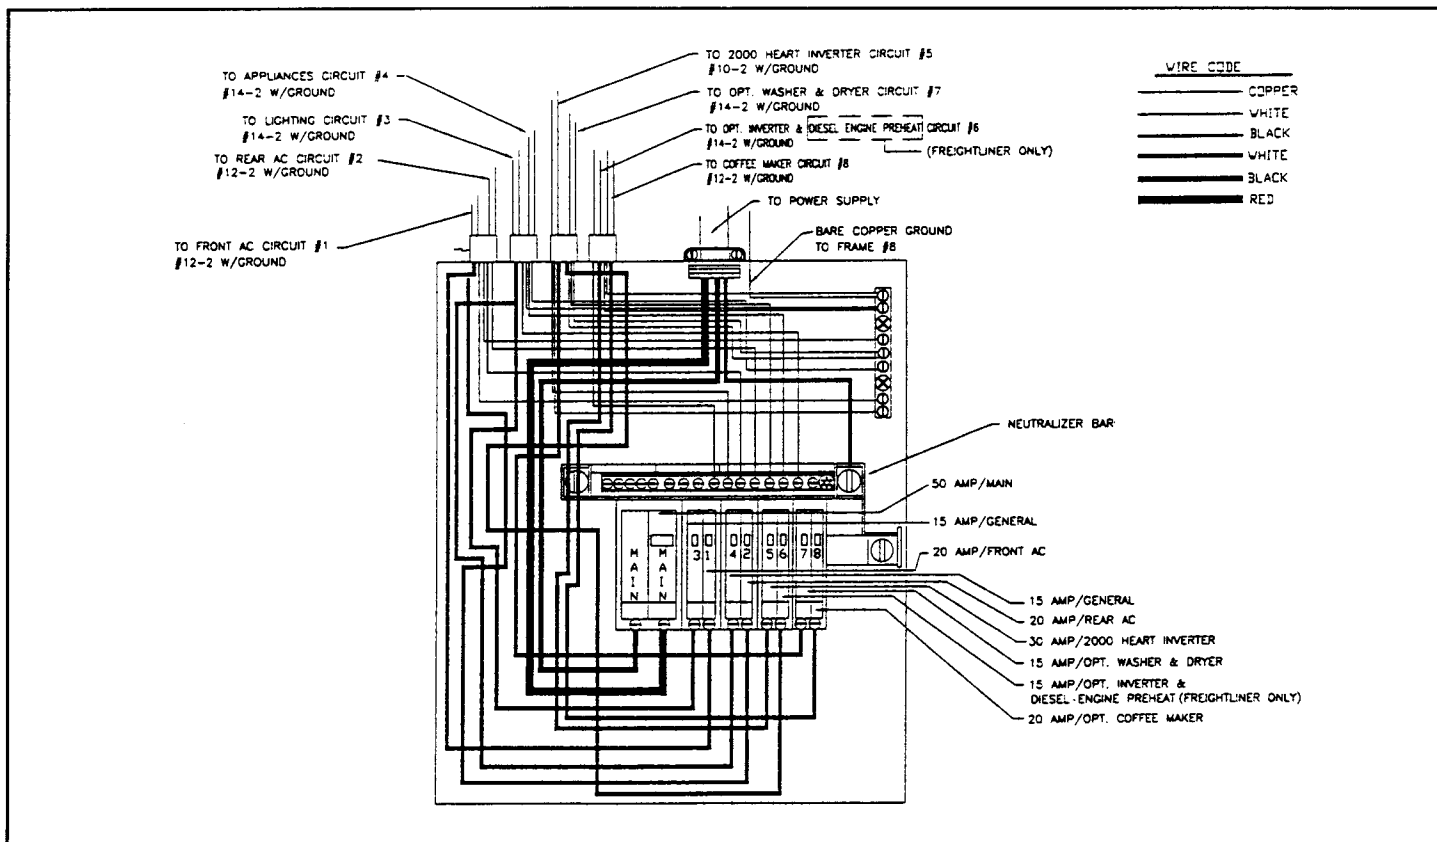 TO 2000 HEART INVERTER CIRCUIT #5
#10-2 W/GROUND
TO APPLIANCES CIRCUIT #4
#14-2 W/GROUND
TO OPT. WASHER & DRYER CIRCUIT #7
#14-2 W/GROUND
TO LIGHTING CIRCUIT #3
#14-2 W/GROUND
TO OPT. INVERTER & DIESEL ENGINE PREHEAT CIRCUIT #6
#14-2 W/GROUND
(FREIGHTLINER ONLY)
TO REAR AC CIRCUIT #2
#12-2 W/GROUND
TO COFFEE MAKER CIRCUIT #8
#12-2 W/GROUND
TO POWER SUPPLY
TO FRONT AC CIRCUIT #1
#12-2 W/GROUND
BARE COPPER GROUND
TO FRAME #8
WIRE CODE
COPPER
WHITE
BLACK
WHITE
BLACK
RED
NEUTRALIZER BAR
50 AMP/MAIN
15 AMP/GENERAL
20 AMP/FRONT AC
MAIN
MAIN
3 1 4 2 5 6 7 8
15 AMP/GENERAL
20 AMP/REAR AC
30 AMP/2000 HEART INVERTER
15 AMP/OPT. WASHER & DRYER
15 AMP/OPT. INVERTER &
DIESEL-ENGINE PREHEAT (FREIGHTLINER ONLY)
20 AMP/OPT. COFFEE MAKER